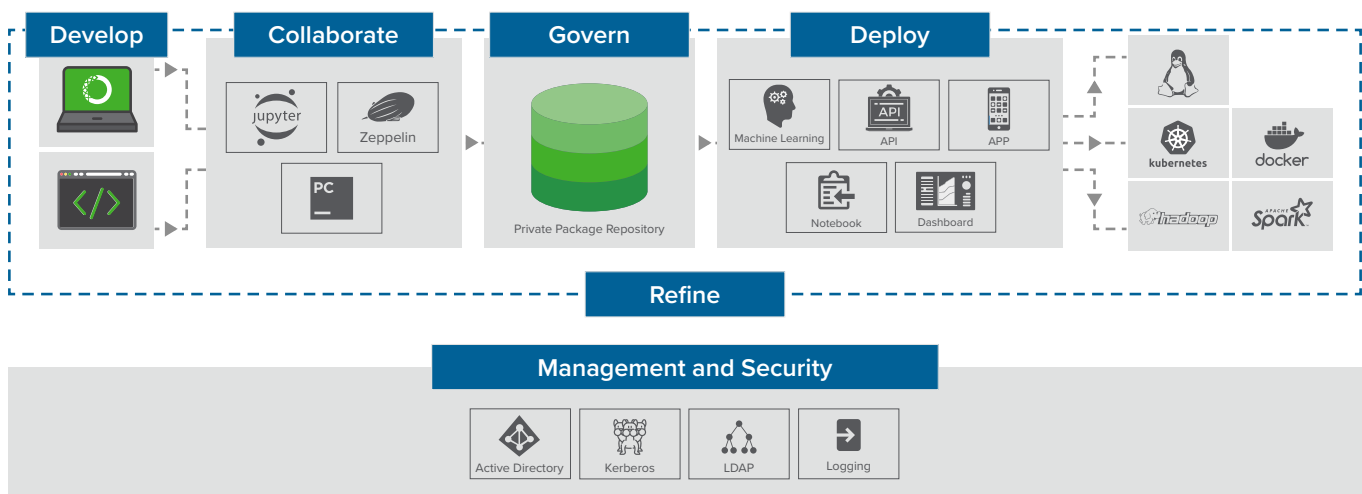 Develop
Collaborate
Govern
Deploy
jupyter
Zeppelin
PC
</>
Private Package Repository
Machine Learning
API
API
APP
Notebook
Dashboard
kubernetes
docker
hadoop
APACHE
Spark
Refine
Management and Security
Active Directory
Kerberos
LDAP
Logging